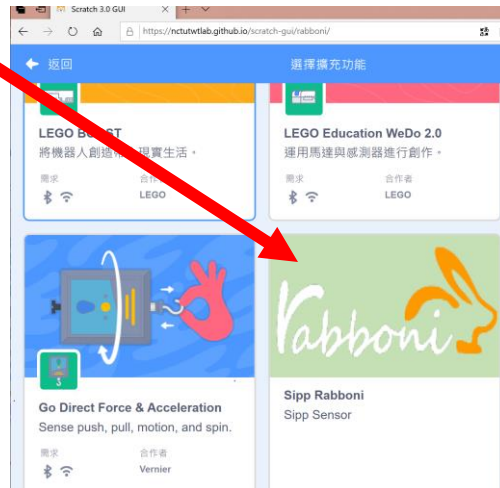 Scratch 3.0 GUI
https://nctutwtlab.github.io/scratch-gui/rabboni/
返回
選擇擴充功能
LEGO BOOST
將機器人創造帶 現實生活。
需求
合作者
LEGO
LEGO Education WeDo 2.0
運用馬達與感測器進行創作。
需求
合作者
LEGO
Go Direct Force & Acceleration
Sense push, pull, motion, and spin.
需求
合作者
Vernier
rabboni
Sipp Rabboni
Sipp Sensor